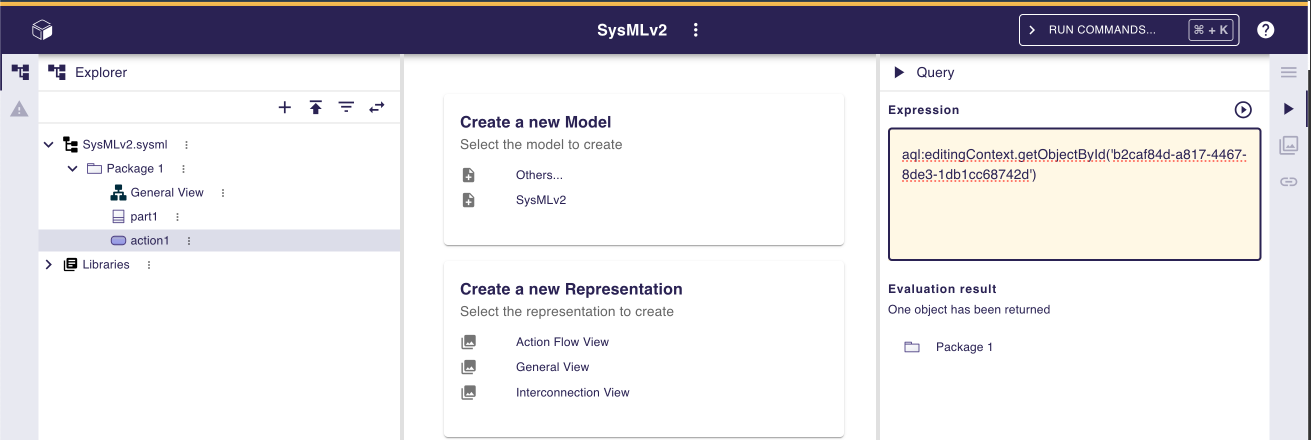 SysMLv2
RUN COMMANDS... ⌘ + K
Explorer
SysMLv2.sysml
Package 1
General View
part1
action1
Libraries
Create a new Model
Select the model to create
Others...
SysMLv2
Create a new Representation
Select the representation to create
Action Flow View
General View
Interconnection View
Query
Expression
aql:editingContext.getObjectById('b2caf84d-a817-4467-
8de3-1db1cc68742d')
Evaluation result
One object has been returned
Package 1